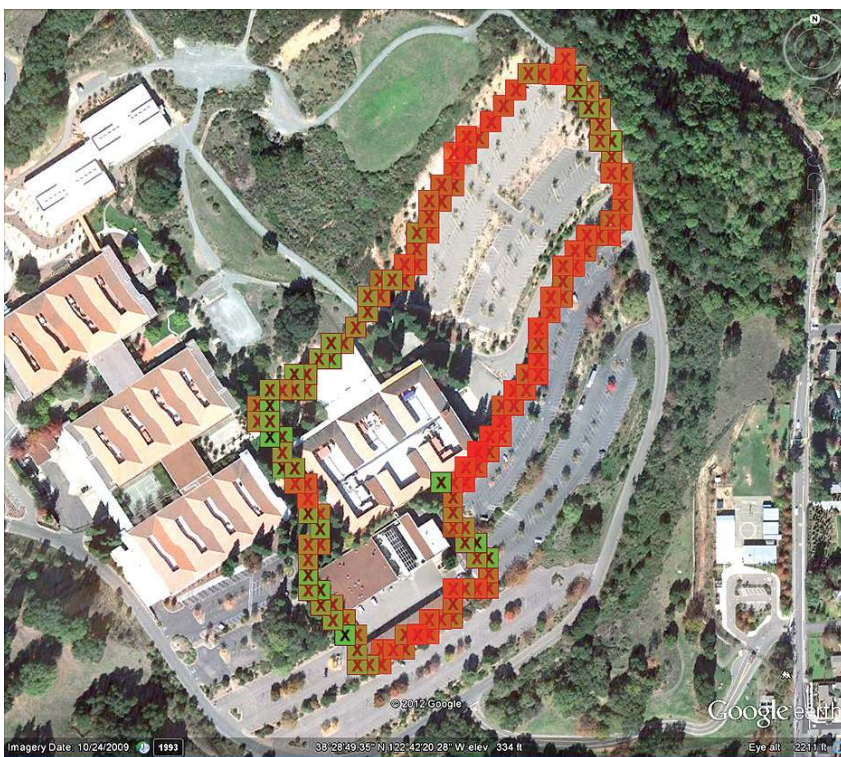 N
© 2012 Google
Google earth
Imagery Date: 10/24/2009 1993 38°28'49.35" N 122°42'20.28" W elev 334 ft Eye alt 2211 ft